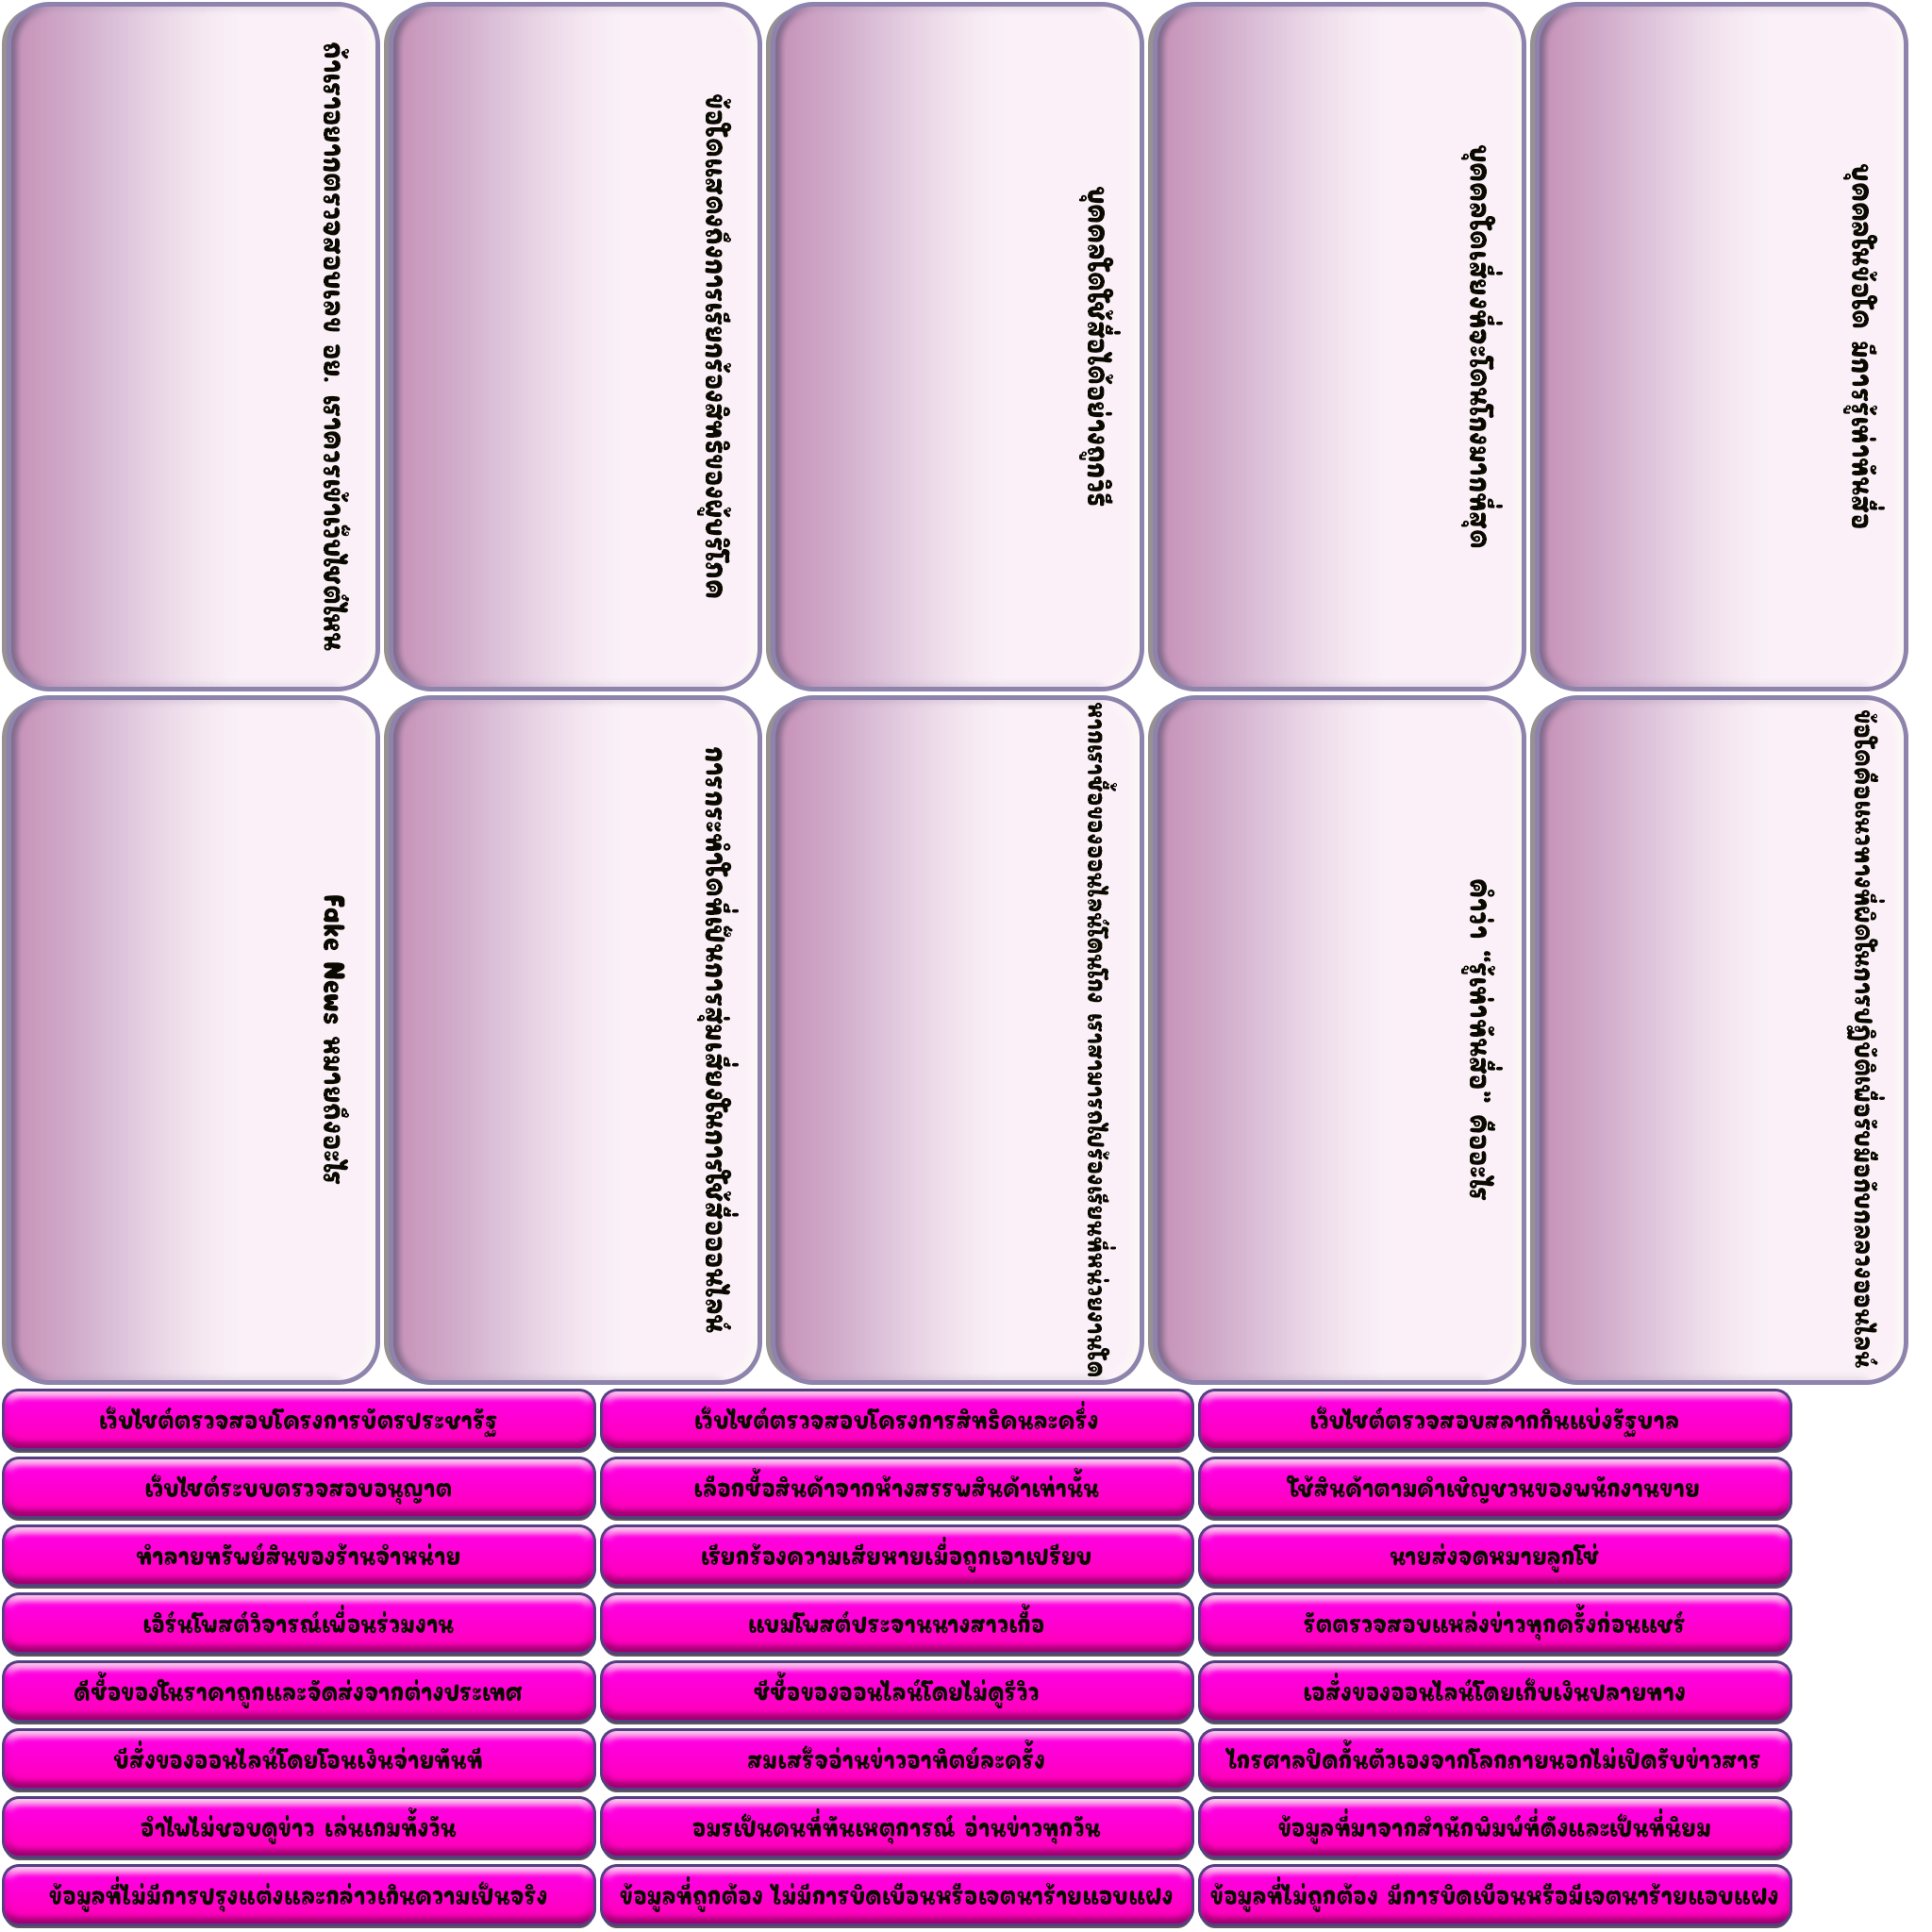 ถ้าเราอยากตรวจสอบเลข อย. เราควรเข้าเว็บไซต์ไหน
ข้อใดแสดงถึงการเรียกร้องสิทธิของผู้บริโภค
บุคคลใดใช้สื่อได้อย่างถูกวิธี
บุคคลใดเสี่ยงที่จะโดนโกงมากที่สุด
บุคคลในข้อใด มีการรู้เท่าทันสื่อ
Fake News หมายถึงอะไร
การกระทำใดที่เป็นการสุ่มเสี่ยงในการใช้สื่อออนไลน์
หากเราซื้อของออนไลน์โดนโกง เราสามารถไปร้องเรียนที่หน่วยงานใด
คำว่า “รู้เท่าทันสื่อ” คืออะไร
ข้อใดคือแนวทางที่ผิดในการปฏิบัติเพื่อรับมือกับกลลวงออนไลน์
เว็บไซต์ตรวจสอบโครงการบัตรประชารัฐ
เว็บไซต์ตรวจสอบโครงการสิทธิคนละครึ่ง
เว็บไซต์ตรวจสอบสลากกินแบ่งรัฐบาล
เว็บไซต์ระบบตรวจสอบอนุญาต
เลือกซื้อสินค้าจากห้างสรรพสินค้าเท่านั้น
ใช้สินค้าตามคำเชิญชวนของพนักงานขาย
ทำลายทรัพย์สินของร้านจำหน่าย
เรียกร้องความเสียหายเมื่อถูกเอาเปรียบ
นายส่งจดหมายลูกโซ่
เอิร์นโพสต์วิจารณ์เพื่อนร่วมงาน
แบมโพสต์ประจานนางสาวเกื้อ
รัตตรวจสอบแหล่งข่าวทุกครั้งก่อนแชร์
ดีซื้อของในราคาถูกและจัดส่งจากต่างประเทศ
ซีซื้อของออนไลน์โดยไม่ดูรีวิว
เอสั่งของออนไลน์โดยเก็บเงินปลายทาง
บีสั่งของออนไลน์โดยโอนเงินจ่ายทันที
สมเสร็จอ่านข่าวอาทิตย์ละครั้ง
ไกรศาลปิดกั้นตัวเองจากโลกภายนอกไม่เปิดรับข่าวสาร
อำไพไม่ชอบดูข่าว เล่นเกมทั้งวัน
อมรเป็นคนที่ทันเหตุการณ์ อ่านข่าวทุกวัน
ข้อมูลที่มาจากสำนักพิมพ์ที่ดังและเป็นที่นิยม
ข้อมูลที่ไม่มีการปรุงแต่งและกล่าวเกินความเป็นจริง
ข้อมูลที่ถูกต้อง ไม่มีการบิดเบือนหรือเจตนาร้ายแอบแฝง
ข้อมูลที่ไม่ถูกต้อง มีการบิดเบือนหรือมีเจตนาร้ายแอบแฝง